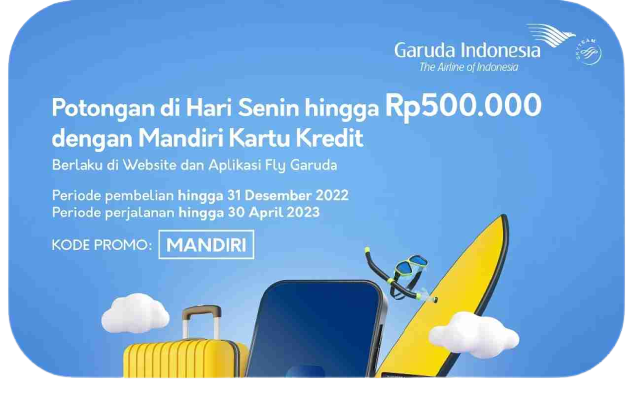 Garuda Indonesia
The Airline of Indonesia
SKYTEAM
Potongan di Hari Senin hingga Rp500.000
dengan Mandiri Kartu Kredit
Berlaku di Website dan Aplikasi Fly Garuda
Periode pembelian hingga 31 Desember 2022
Periode perjalanan hingga 30 April 2023
KODE PROMO: MANDIRI